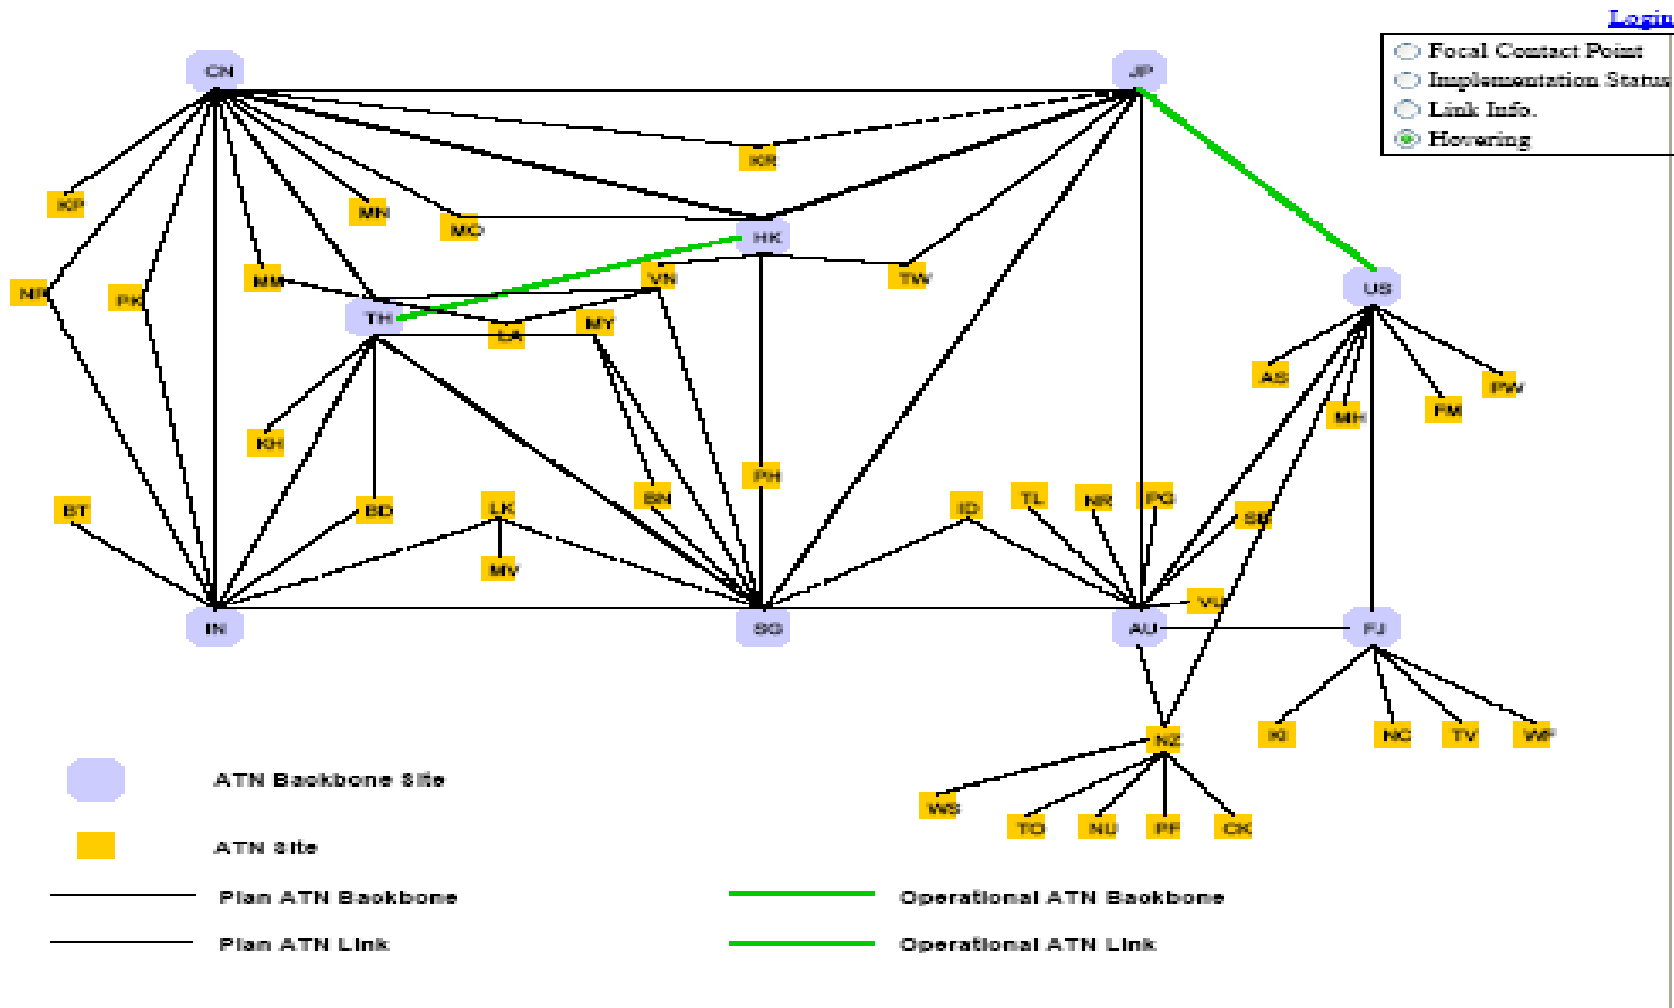 Login
Focal Contact Point
Implementation Status
Link Info.
Hovering
CN
JP
KR
KP
MN
MO
HK
MM
VN
TW
NP
PK
TH
LA
MY
US
AS
MH
FM
PW
KH
PH
BT
BD
LK
BN
ID
TL
NR
PG
SB
MV
VU
IN
SG
AU
FJ
NZ
KI
NC
TV
WF
WS
TO
NU
PF
CK
ATN Backbone Site
ATN Site
Plan ATN Backbone
Operational ATN Backbone
Plan ATN Link
Operational ATN Link